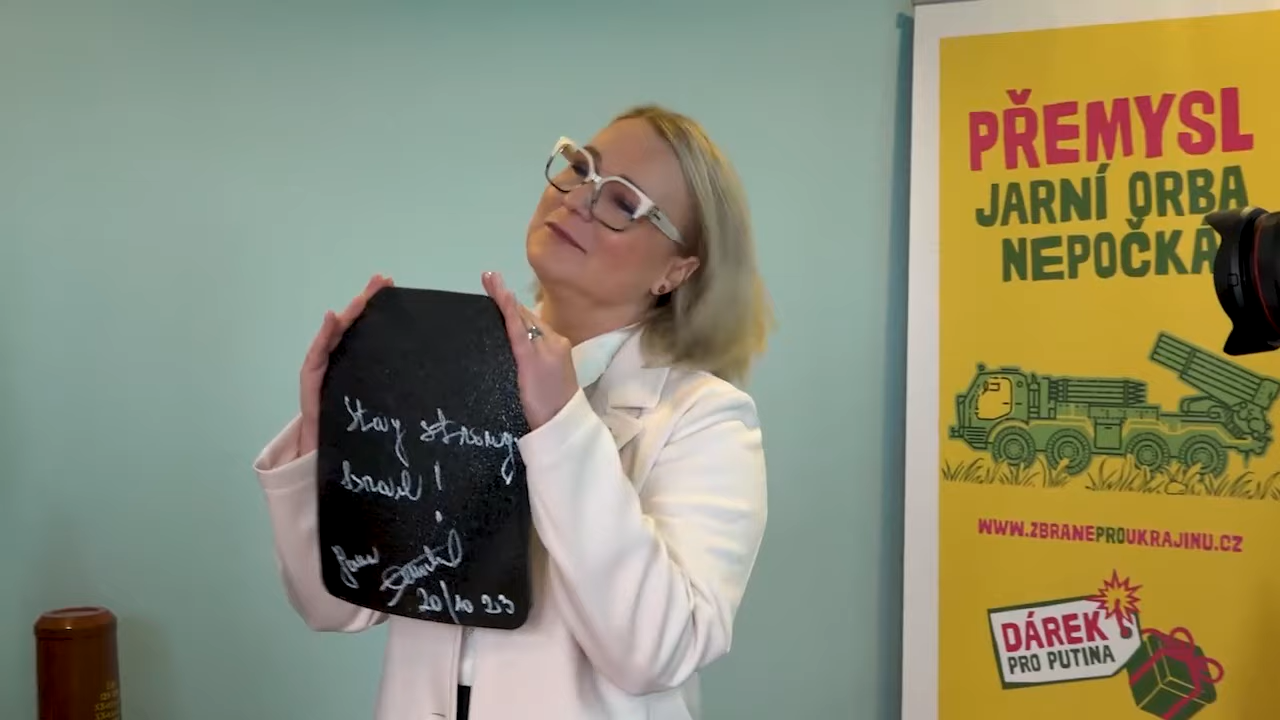 Stay strong
Israel!
20/10 23
PŘEMYSL
JARNÍ ORBA
NEPOČKÁ
WWW.ZBRANEPROUKRAJINU.CZ
DÁREK
PRO PUTINA